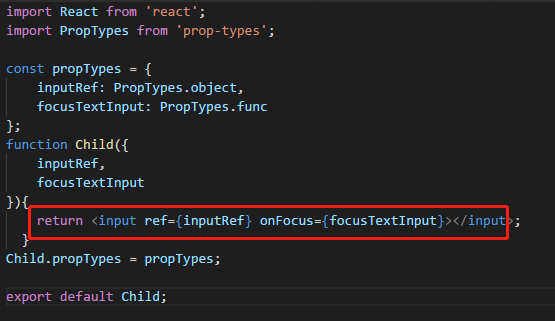 import React from 'react';
import PropTypes from 'prop-types';
const propTypes = {
inputRef: PropTypes.object,
focusTextInput: PropTypes.func
};
function Child({
inputRef,
focusTextInput
}){
return <input ref={inputRef} onFocus={focusTextInput}></input>;
}
Child.propTypes = propTypes;
export default Child;